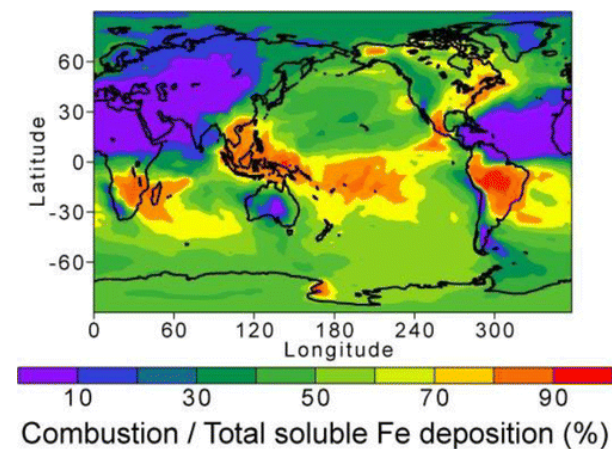 60
30
0
-30
-60
Latitude
0 60 120 180 240 300
Longitude
10 30 50 70 90
Combustion / Total soluble Fe deposition (%)